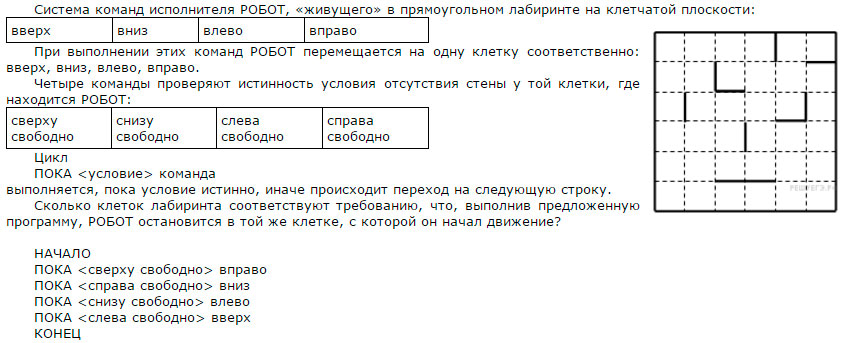 Система команд исполнителя РОБОТ, «живущего» в прямоугольном лабиринте на клетчатой плоскости:
вверх вниз влево вправо
При выполнении этих команд РОБОТ перемещается на одну клетку соответственно:
вверх, вниз, влево, вправо.
Четыре команды проверяют истинность условия отсутствия стены у той клетки, где
находится РОБОТ:
сверху снизу слева справа
свободно свободно свободно свободно
Цикл
ПОКА <условие> команда
выполняется, пока условие истинно, иначе происходит переход на следующую строку.
Сколько клеток лабиринта соответствуют требованию, что, выполнив предложенную
программу, РОБОТ остановится в той же клетке, с которой он начал движение?
НАЧАЛО
ПОКА <сверху свободно> вправо
ПОКА <справа свободно> вниз
ПОКА <снизу свободно> влево
ПОКА <слева свободно> вверх
КОНЕЦ